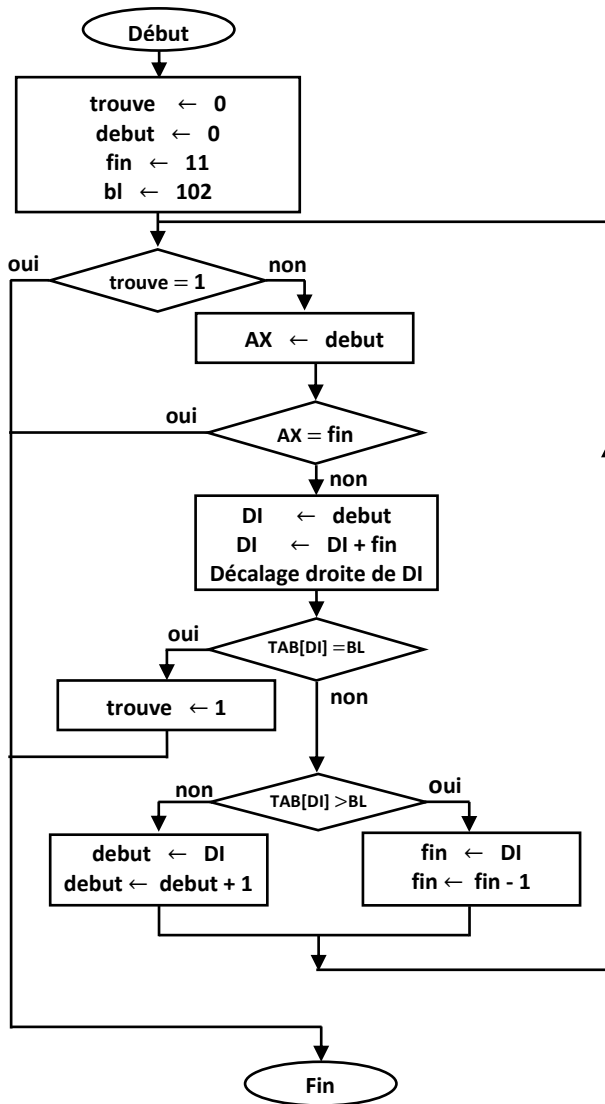 Début
trouve ← 0
debut ← 0
fin ← 11
bl ← 102
oui
non
trouve = 1
AX ← debut
oui
AX = fin
non
DI ← debut
DI ← DI + fin
Décalage droite de DI
oui
TAB[DI] =BL
trouve ← 1
non
non
oui
TAB[DI] >BL
debut ← DI
debut ← debut + 1
fin ← DI
fin ← fin - 1
Fin